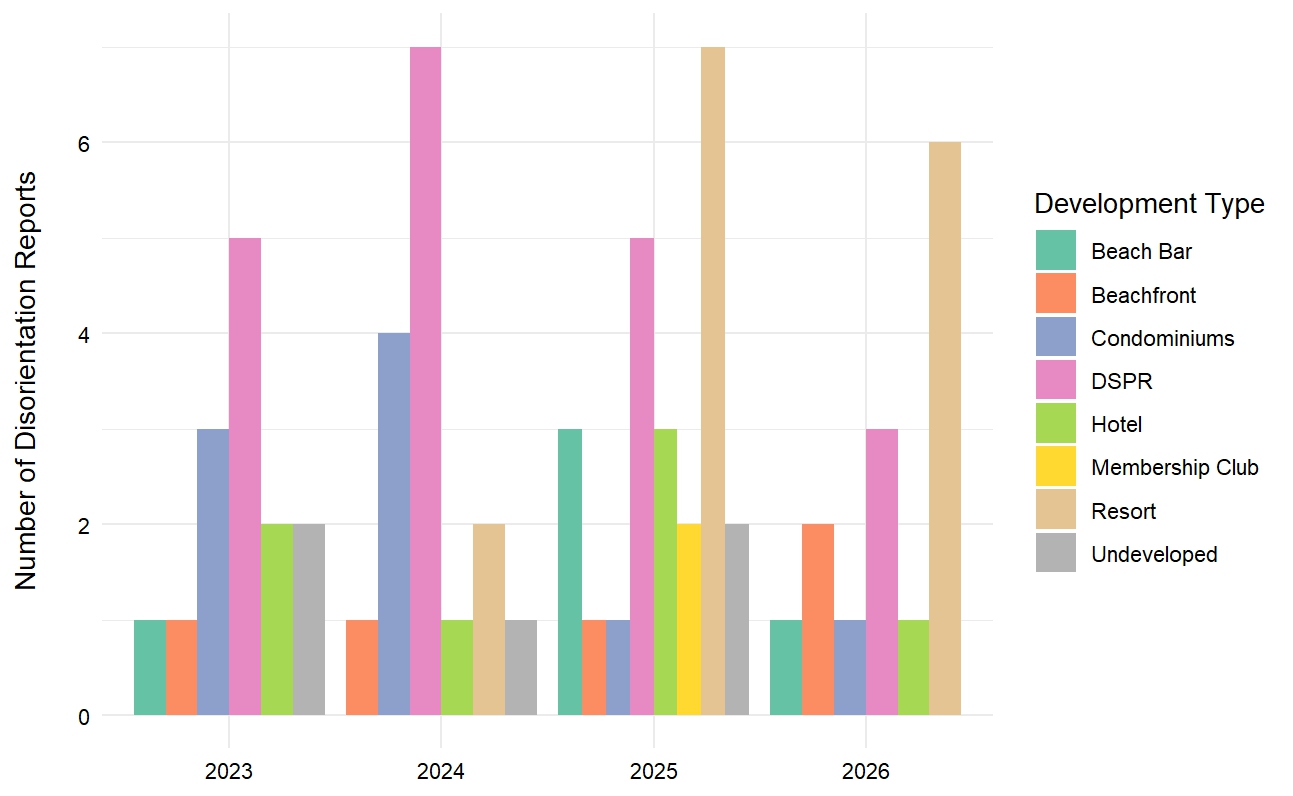 Number of Disorientation Reports
6
4
2
0
2023
2024
2025
2026
Development Type
Beach Bar
Beachfront
Condominiums
DSPR
Hotel
Membership Club
Resort
Undeveloped